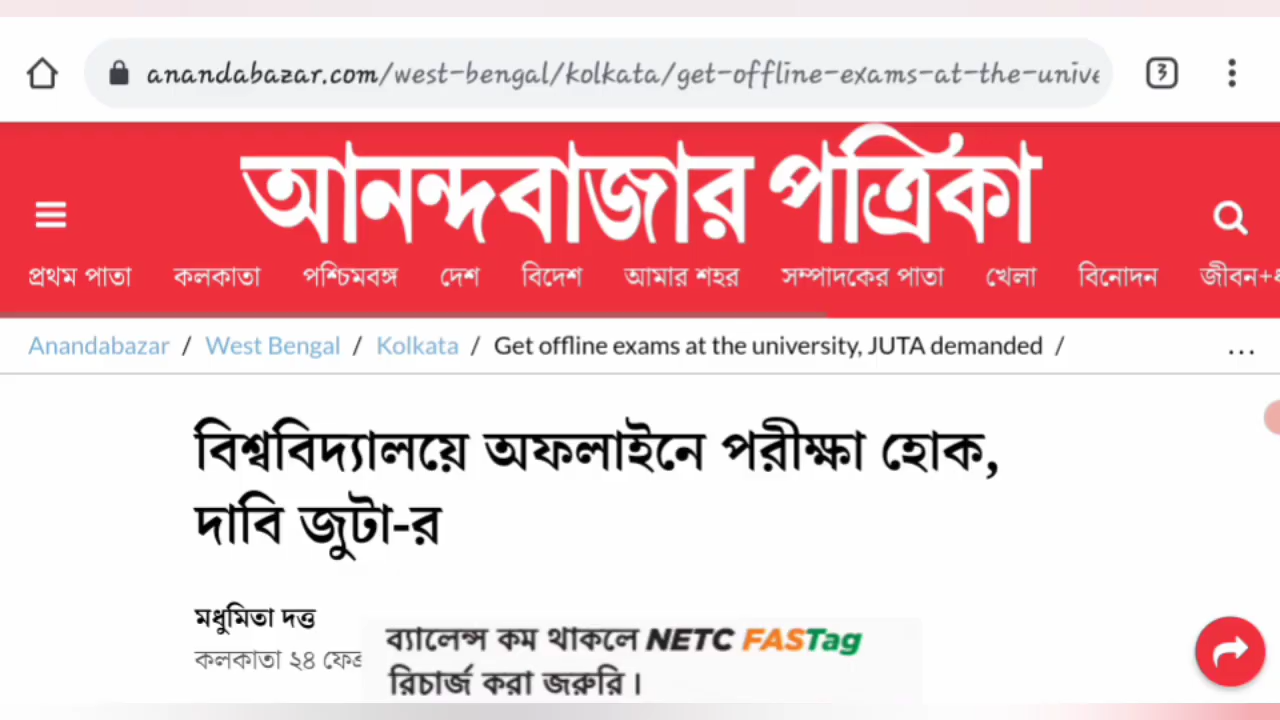 anandabazar.com/west-bengal/kolkata/get-offline-exams-at-the-unive
3
আনন্দবাজার পত্রিকা
প্রথম পাতা কলকাতা পশ্চিমবঙ্গ দেশ বিদেশ আমার শহর সম্পাদকের পাতা খেলা বিনোদন জীবন+
Anandabazar / West Bengal / Kolkata / Get offline exams at the university, JUTA demanded / ...
বিশ্ববিদ্যালয়ে অফলাইনে পরীক্ষা হোক,
দাবি জুটা-র
মধুমিতা দত্ত
কলকাতা ২৪
ব্যালেন্স কম থাকলে NETC FASTag
রিচার্জ করা জরুরি।